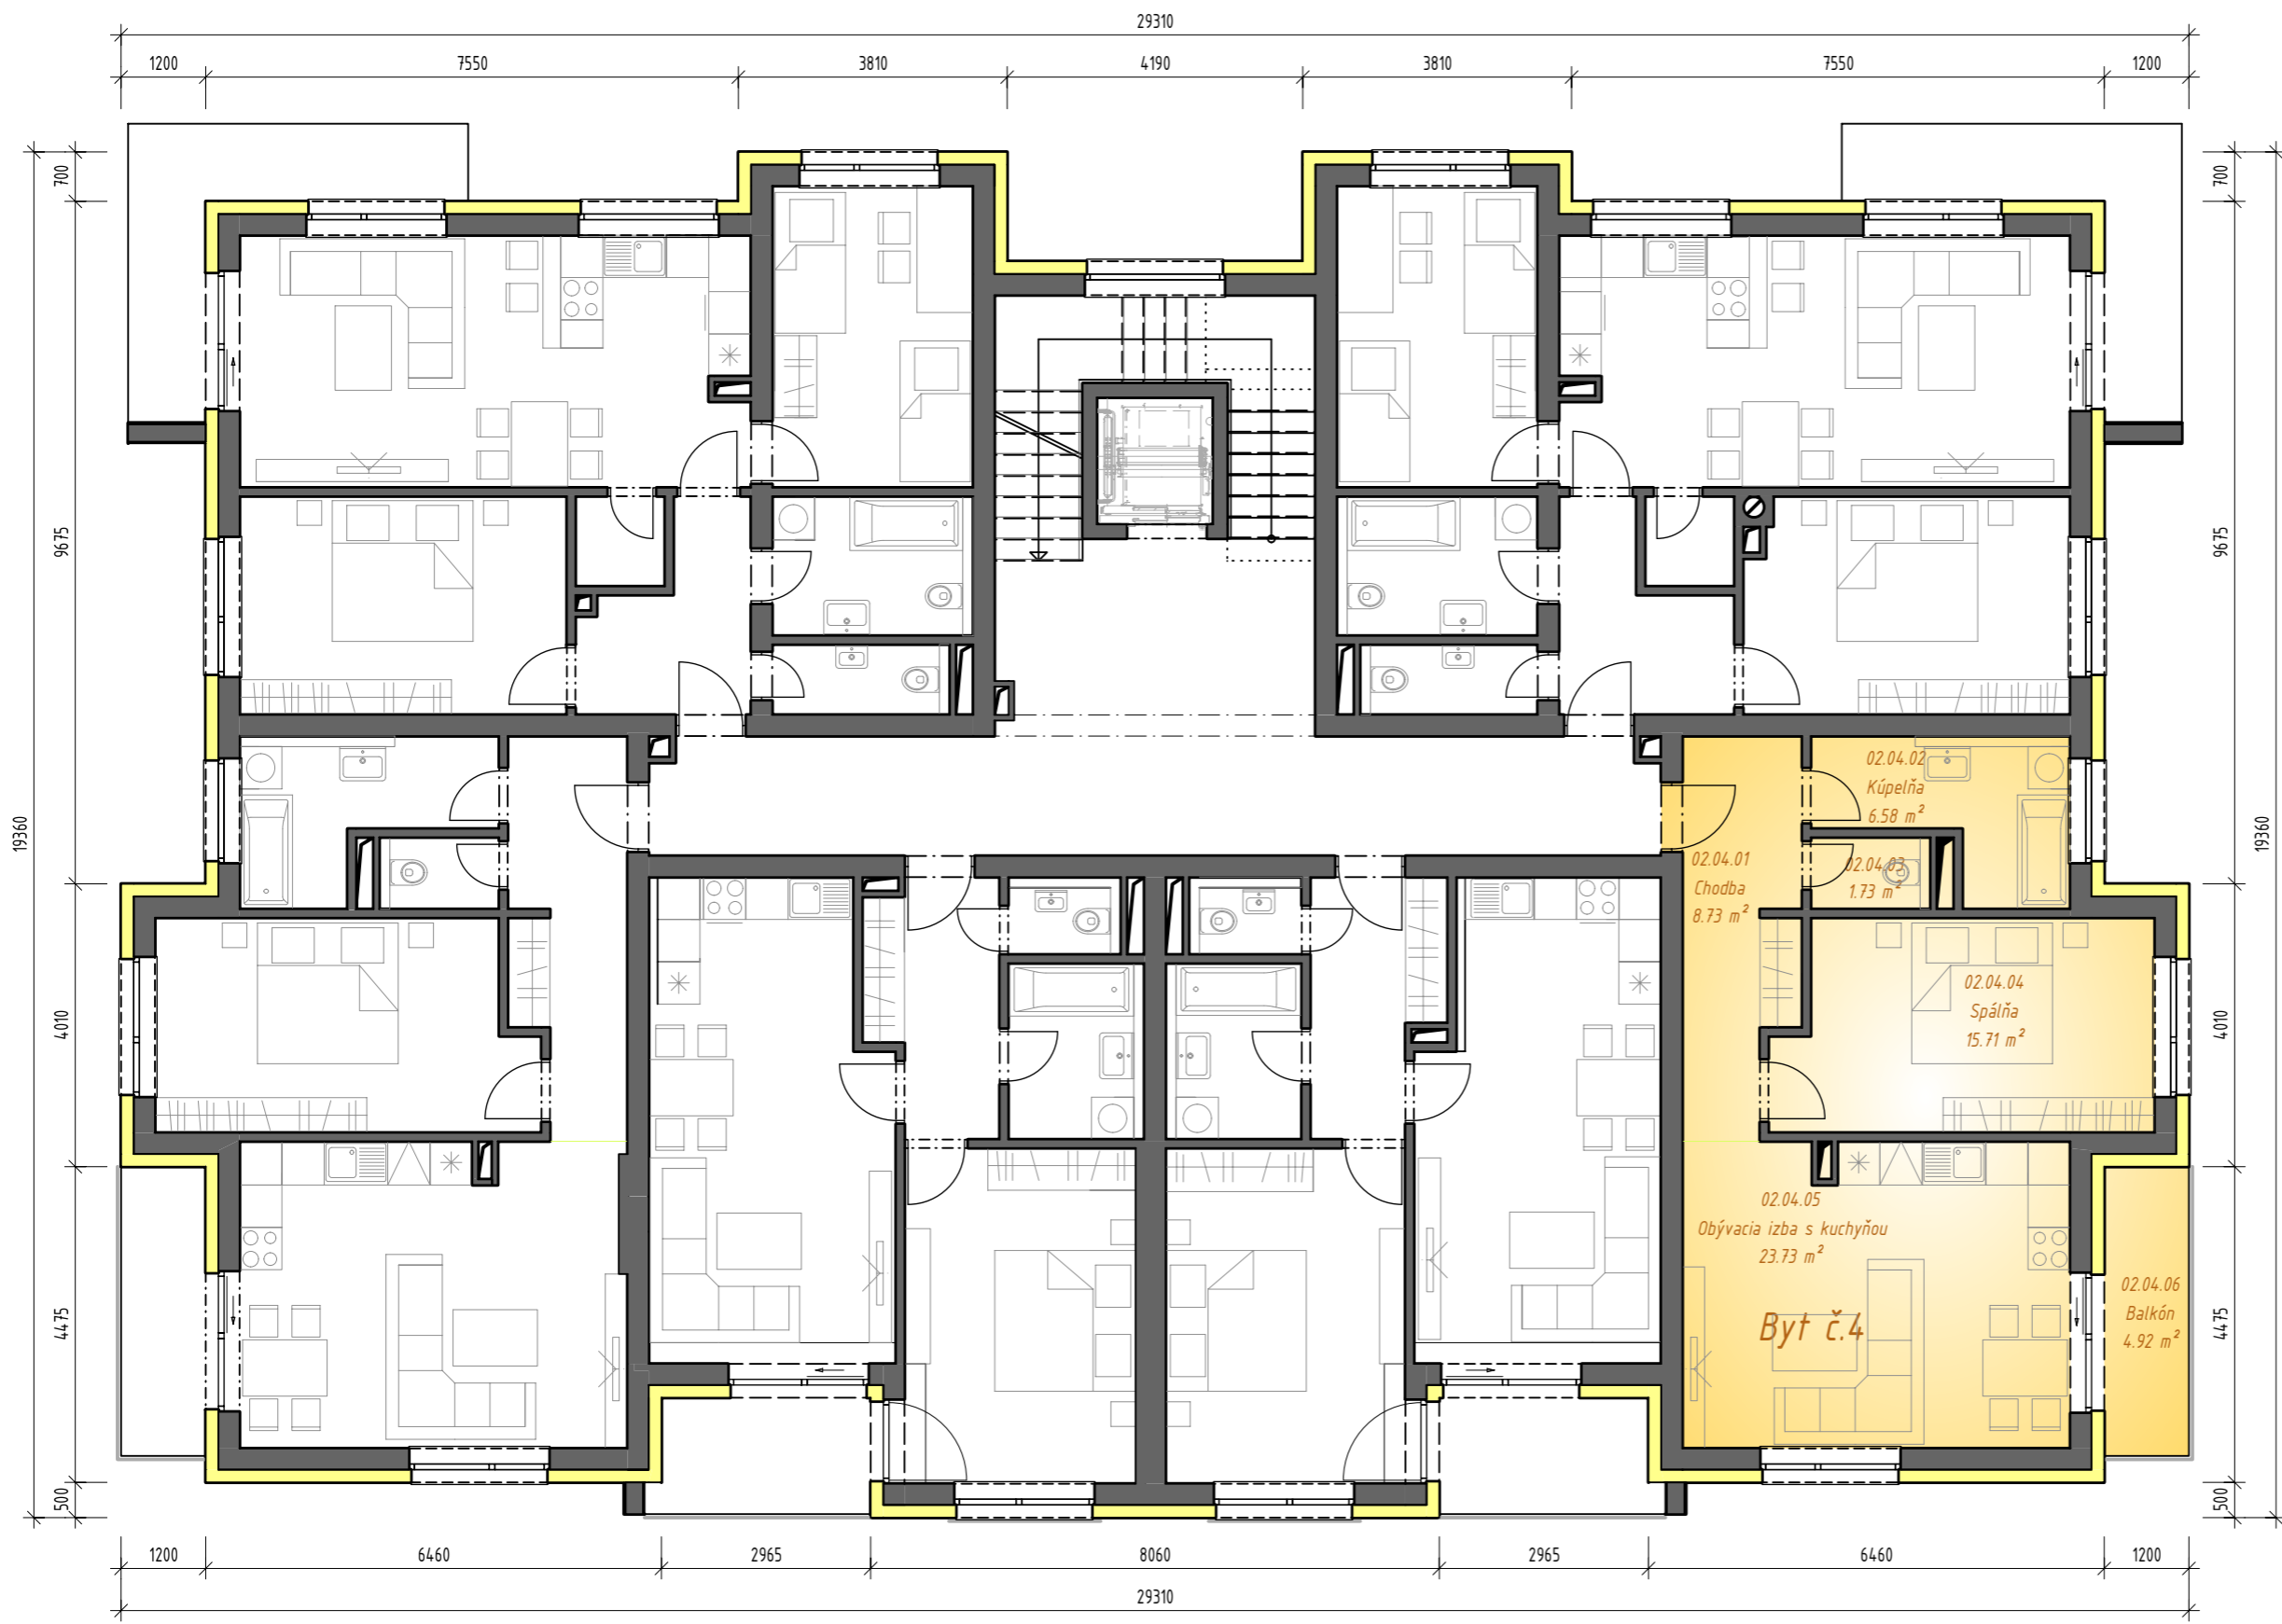 29310
1200 7550 3810 4190 3810 7550 1200
700
9675
19360
4010
4475
500
700
9675
19360
4010
4475
500
02.04.02
Kúpeľňa
6.58 m²
02.04.01
Chodba
8.73 m²
02.04.03
1.73 m²
02.04.04
Spálňa
15.71 m²
02.04.05
Obývacia izba s kuchyňou
23.73 m²
Byt č.4
02.04.06
Balkón
4.92 m²
1200 6460 2965 8060 2965 6460 1200
29310